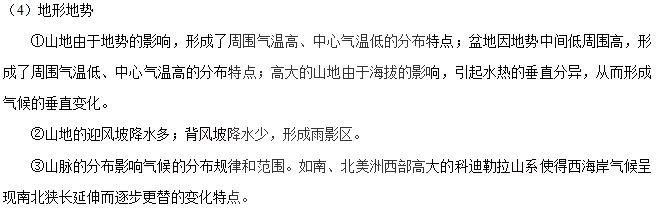 （4）地形地势
①山地由于地势的影响，形成了周围气温高、中心气温低的分布特点；盆地因地势中间低周围高，形
成了周围气温低、中心气温高的分布特点；高大的山地由于海拔的影响，引起水热的垂直分异，从而形成
气候的垂直变化。
②山地的迎风坡降水多；背风坡降水少，形成雨影区。
③山脉的分布影响气候的分布规律和范围。如南、北美洲西部高大的科迪勒拉山系使得西海岸气候呈
现南北狭长延伸而逐步更替的变化特点。